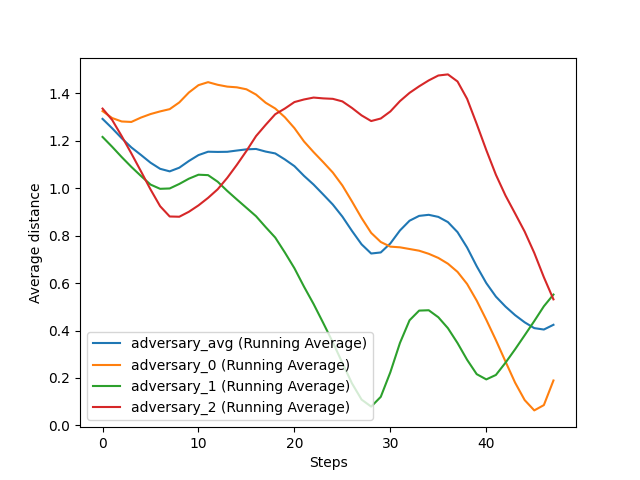 1.4
1.2
1.0
0.8
0.6
0.4
0.2
0.0
Average distance
adversary_avg (Running Average)
adversary_0 (Running Average)
adversary_1 (Running Average)
adversary_2 (Running Average)
0 10 20 30 40
Steps